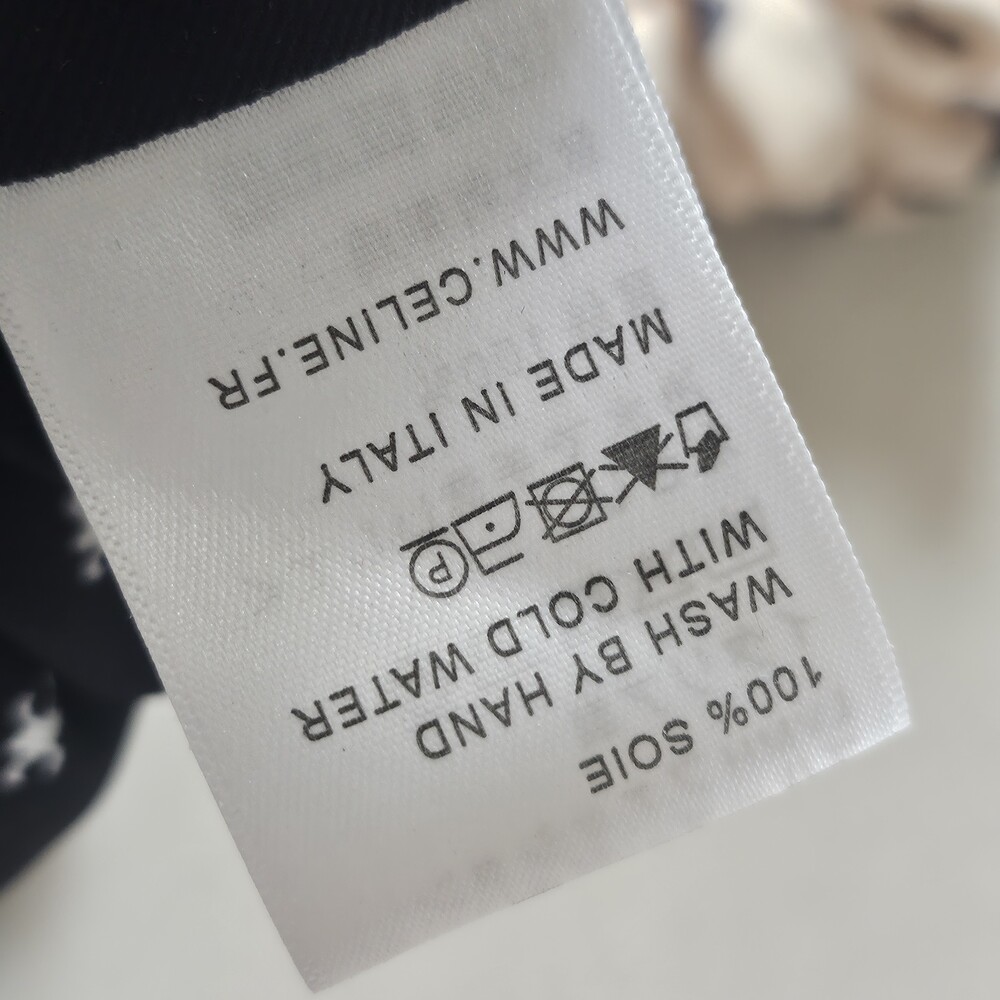 100% SOIE
WASH BY HAND
WITH COLD WATER
P
MADE IN ITALY
WWW.CELINE.FR